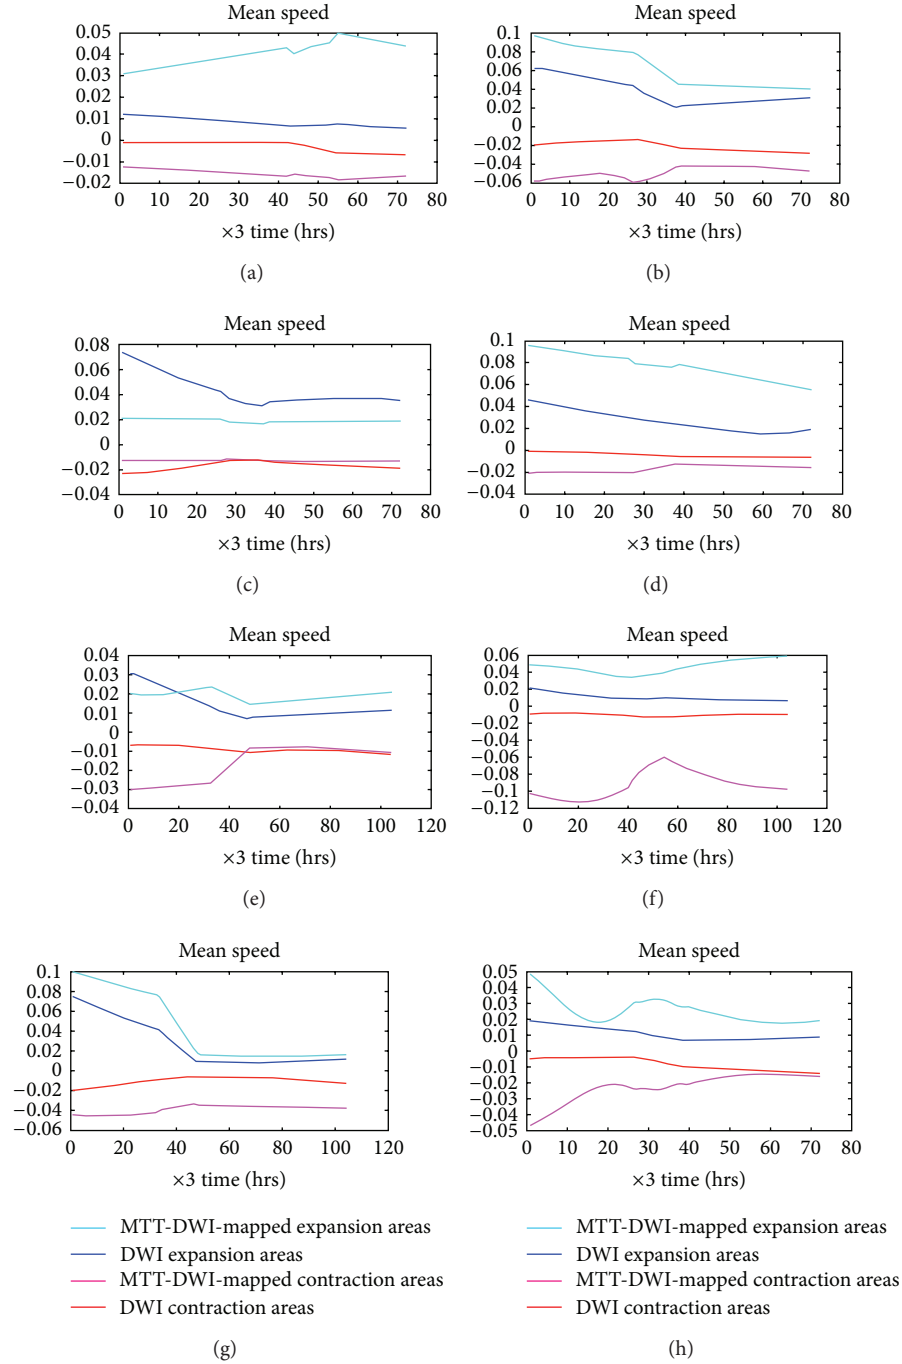 Mean speed
0.05
0.04
0.03
0.01
0.01
0
−0.01
−0.02
0 10 20 30 40 50 60 70 80
×3 time (hrs)
(a)
Mean speed
0.1
0.08
0.06
0.04
0.02
0
−0.02
−0.04
−0.06
0 10 20 30 40 50 60 70 80
×3 time (hrs)
(b)
Mean speed
0.08
0.06
0.04
0.02
0
−0.02
−0.04
0 10 20 30 40 50 60 70 80
×3 time (hrs)
(c)
Mean speed
0.1
0.08
0.06
0.04
0.02
0
−0.02
−0.04
0 10 20 30 40 50 60 70 80
×3 time (hrs)
(d)
Mean speed
0.04
0.03
0.02
0.01
0
−0.01
−0.02
−0.03
−0.04
0 20 40 60 80 100 120
×3 time (hrs)
(e)
Mean speed
0.06
0.04
0.02
0
−0.02
−0.04
−0.06
−0.08
−0.1
−0.12
0 20 40 60 80 100 120
×3 time (hrs)
(f)
Mean speed
0.1
0.08
0.06
0.04
0.02
0
−0.02
−0.04
−0.06
0 20 40 60 80 100 120
×3 time (hrs)
MTT-DWI-mapped expansion areas
DWI expansion areas
MTT-DWI-mapped contraction areas
DWI contraction areas
(g)
Mean speed
0.05
0.04
0.03
0.02
0.01
0
−0.01
−0.02
−0.03
−0.04
−0.05
0 10 20 30 40 50 60 70 80
×3 time (hrs)
MTT-DWI-mapped expansion areas
DWI expansion areas
MTT-DWI-mapped contraction areas
DWI contraction areas
(h)